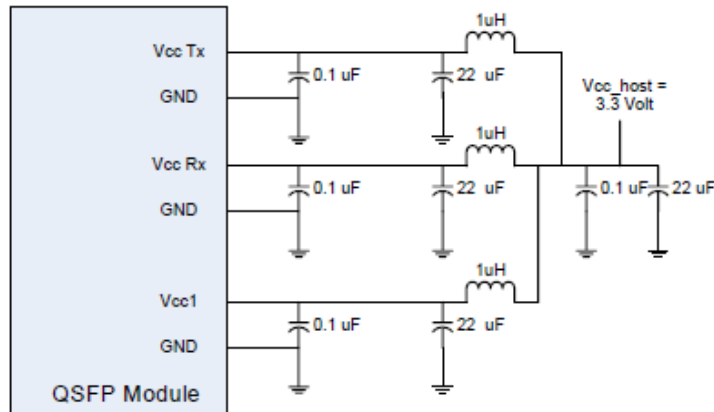 1uH
Vcc Tx
0.1 uF
22 uF
GND
Vcc_host =
3.3 Volt
1uH
Vcc Rx
0.1 uF
22 uF
0.1 uF
22 uF
GND
1uH
Vcc1
0.1 uF
22 uF
GND
QSFP Module